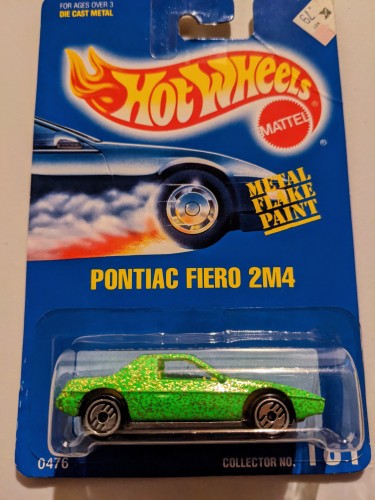 FOR AGES OVER 3
DIE CAST METAL
Hot Wheels
MATTEL
®
METAL
FLAKE
PAINT
PONTIAC FIERO 2M4
0476
COLLECTOR NO.